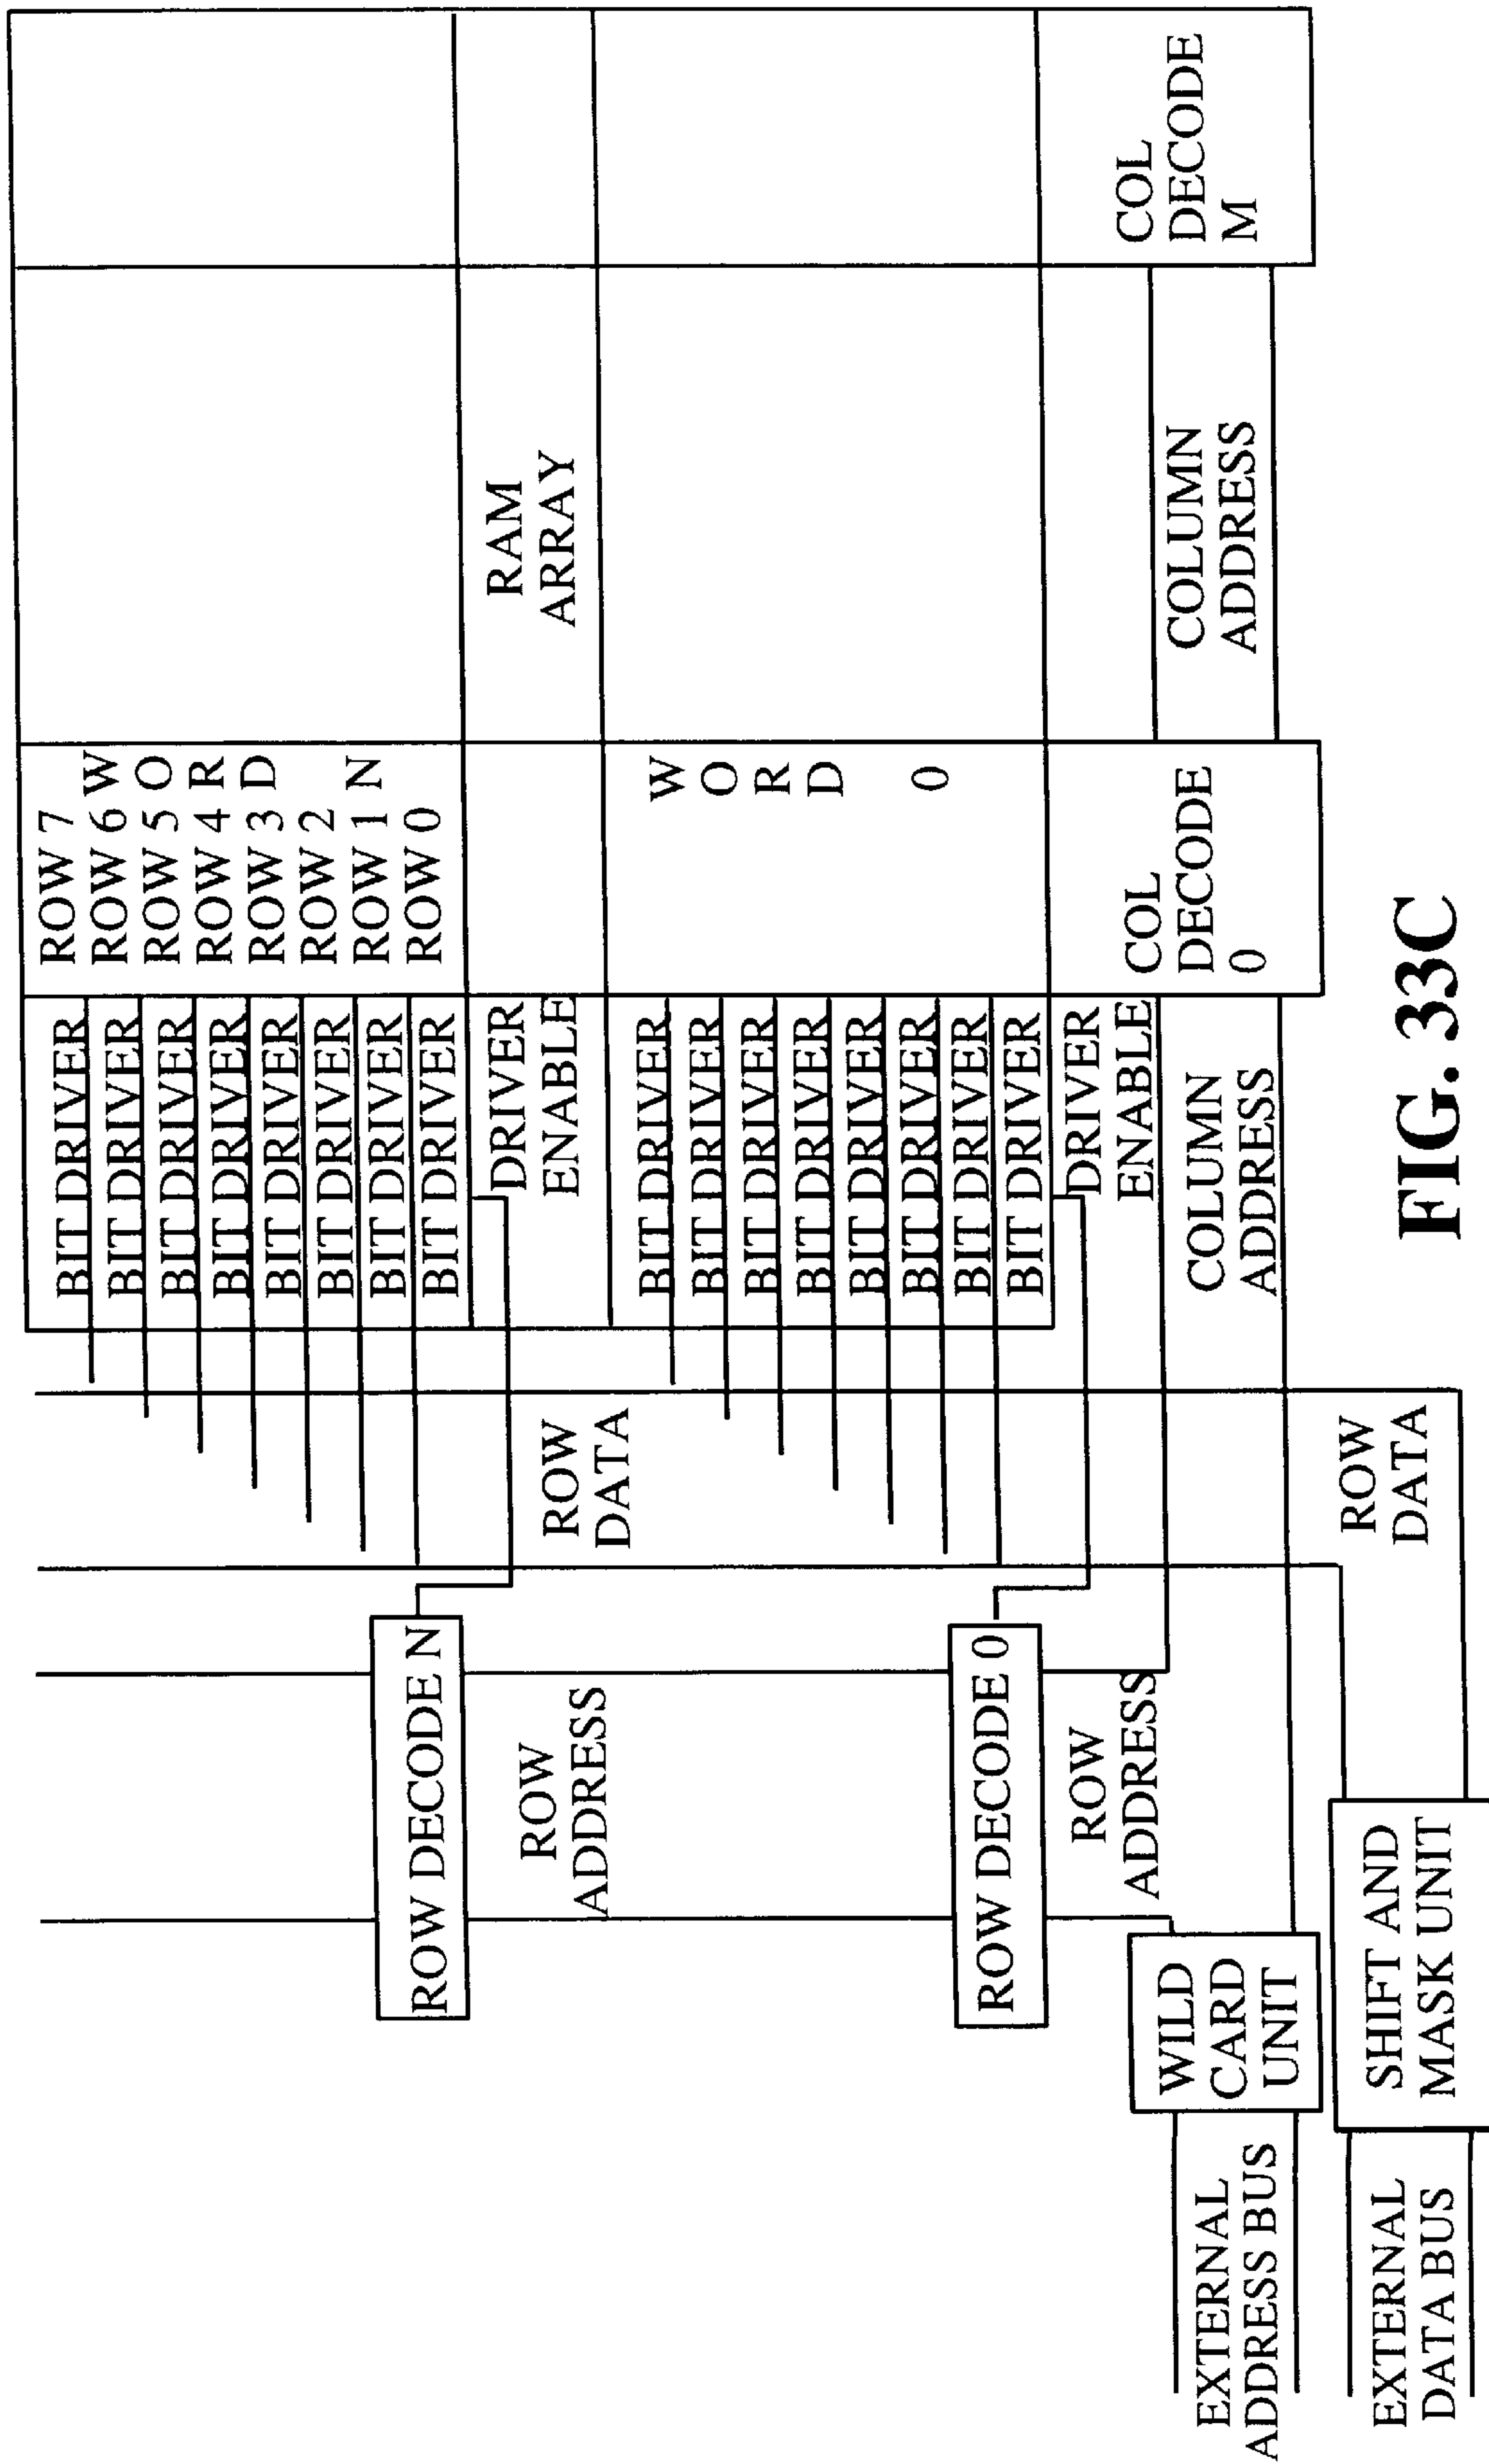 BIT DRIVER
BIT DRIVER
BIT DRIVER
BIT DRIVER
BIT DRIVER
BIT DRIVER
BIT DRIVER
BIT DRIVER
ROW 7
ROW 6 W
ROW 5 O
ROW 4 R
ROW 3 D
ROW 2
ROW 1 N
ROW 0
ROW DECODE N
DRIVER
ENABLE
RAM
ARRAY
ROW
ADDRESS
ROW
DATA
BIT DRIVER
BIT DRIVER
BIT DRIVER
BIT DRIVER
BIT DRIVER
BIT DRIVER
BIT DRIVER
BIT DRIVER
W
O
R
D
0
ROW DECODE 0
DRIVER
ENABLE
ROW
ADDRESS
COL
DECODE
0
COL
DECODE
M
COLUMN
ADDRESS
COLUMN
ADDRESS
EXTERNAL
ADDRESS BUS
WILD
CARD
UNIT
EXTERNAL
DATA BUS
SHIFT AND
MASK UNIT
ROW
DATA
FIG. 33C